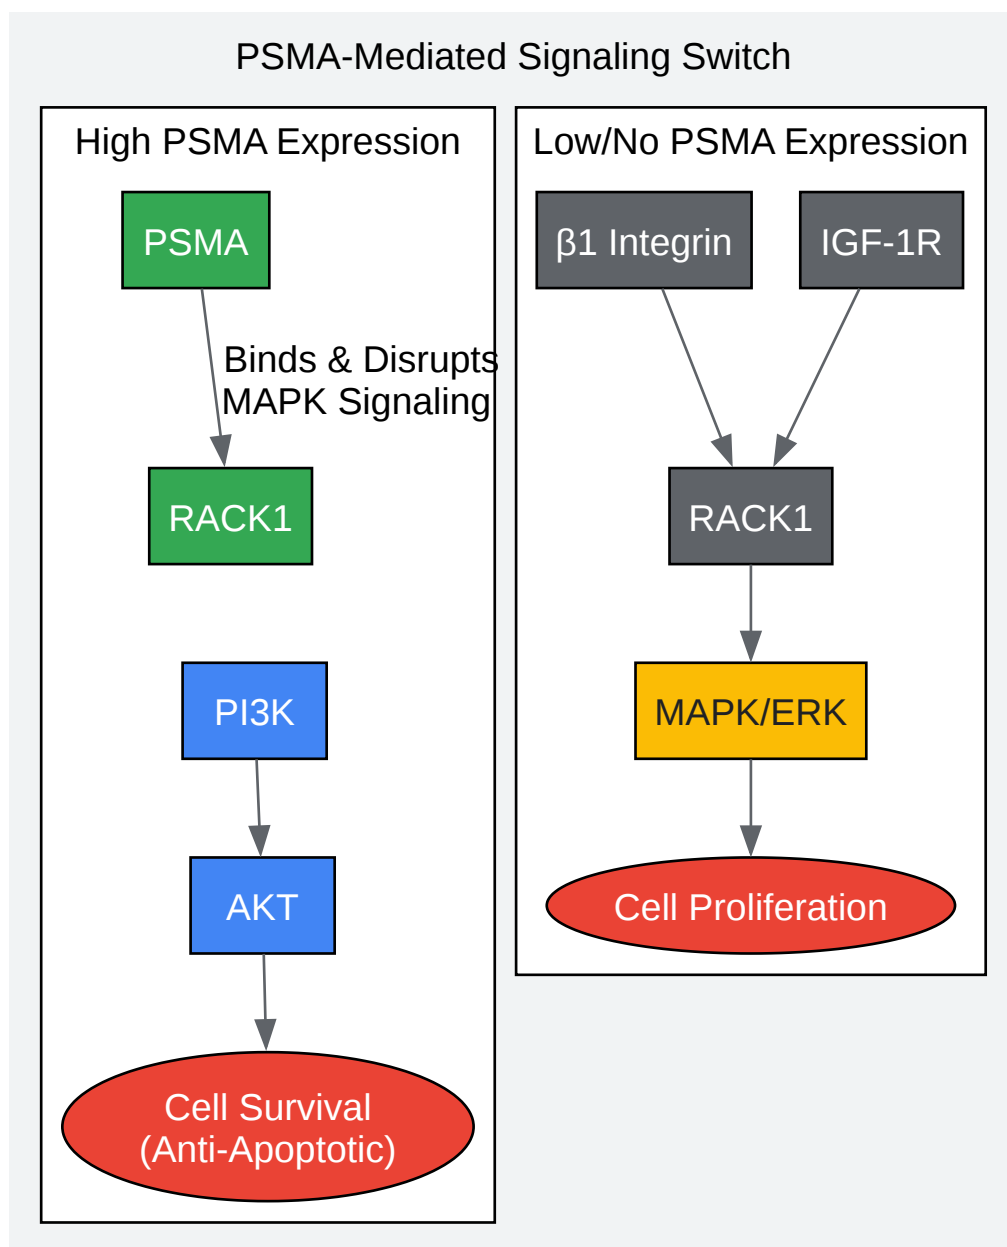 PSMA-Mediated Signaling Switch
High PSMA Expression
PSMA
Binds & Disrupts
MAPK Signaling
RACK1
PI3K
AKT
Cell Survival
(Anti-Apoptotic)
Low/No PSMA Expression
β1 Integrin
IGF-1R
RACK1
MAPK/ERK
Cell Proliferation